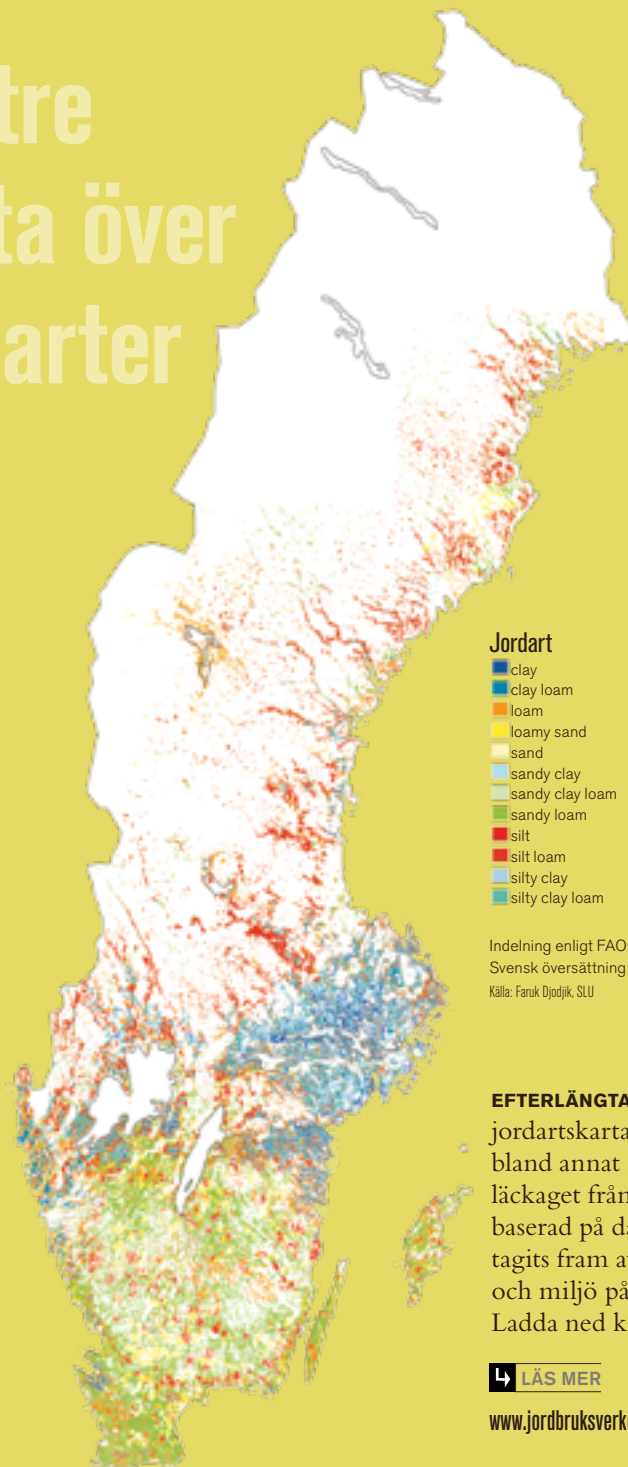 tre
ta över
arter
Jordart
clay
clay loam
loam
loamy sand
sand
sandy clay
sandy clay loam
sandy loam
silt
silt loam
silty clay
silty clay loam
Indelning enligt FAO
Svensk översättning
Källa: Faruk Djodjik, SLU
EFTERLÄNGTA
jordartskarta
bland annat
läckaget från
baserad på da
tagits fram av
och miljö på
Ladda ned k
LÄS MER
www.jordbruksverke